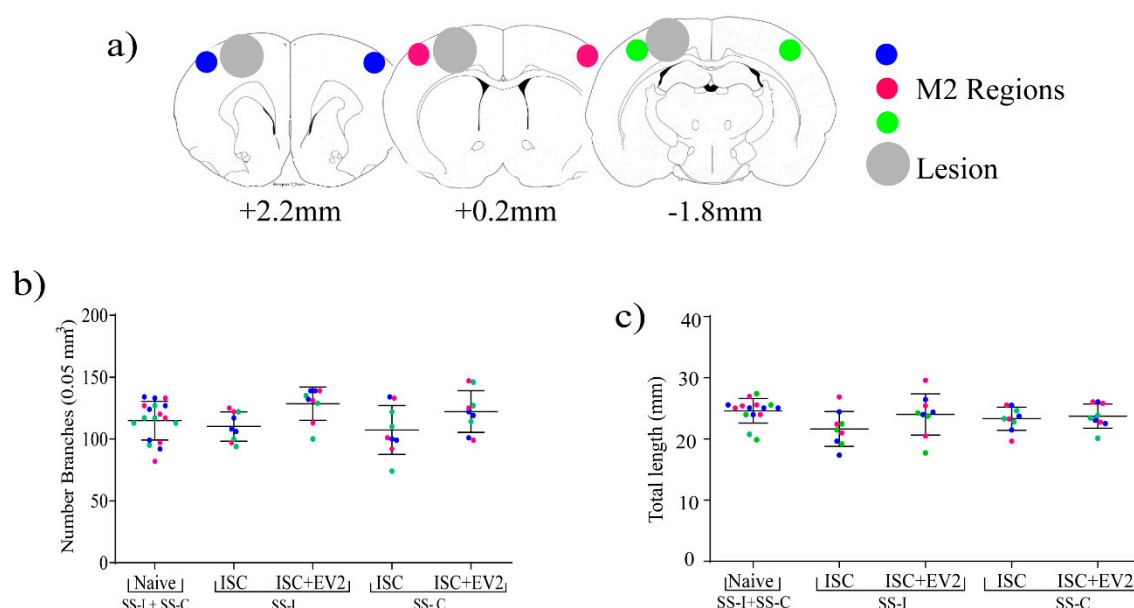 a)
M2 Regions
Lesion
+2.2mm
+0.2mm
-1.8mm
b)
Number Branches (0.05 mm³)
200
150
100
50
0
Naive
ISC
ISC+EV2
ISC
ISC+EV2
SS-I + SS-C
SS-I
SS- C
c)
Total length (mm)
40
30
20
10
0
Naive
ISC
ISC+EV2
ISC
ISC+EV2
SS-I+SS-C
SS-I
SS-C